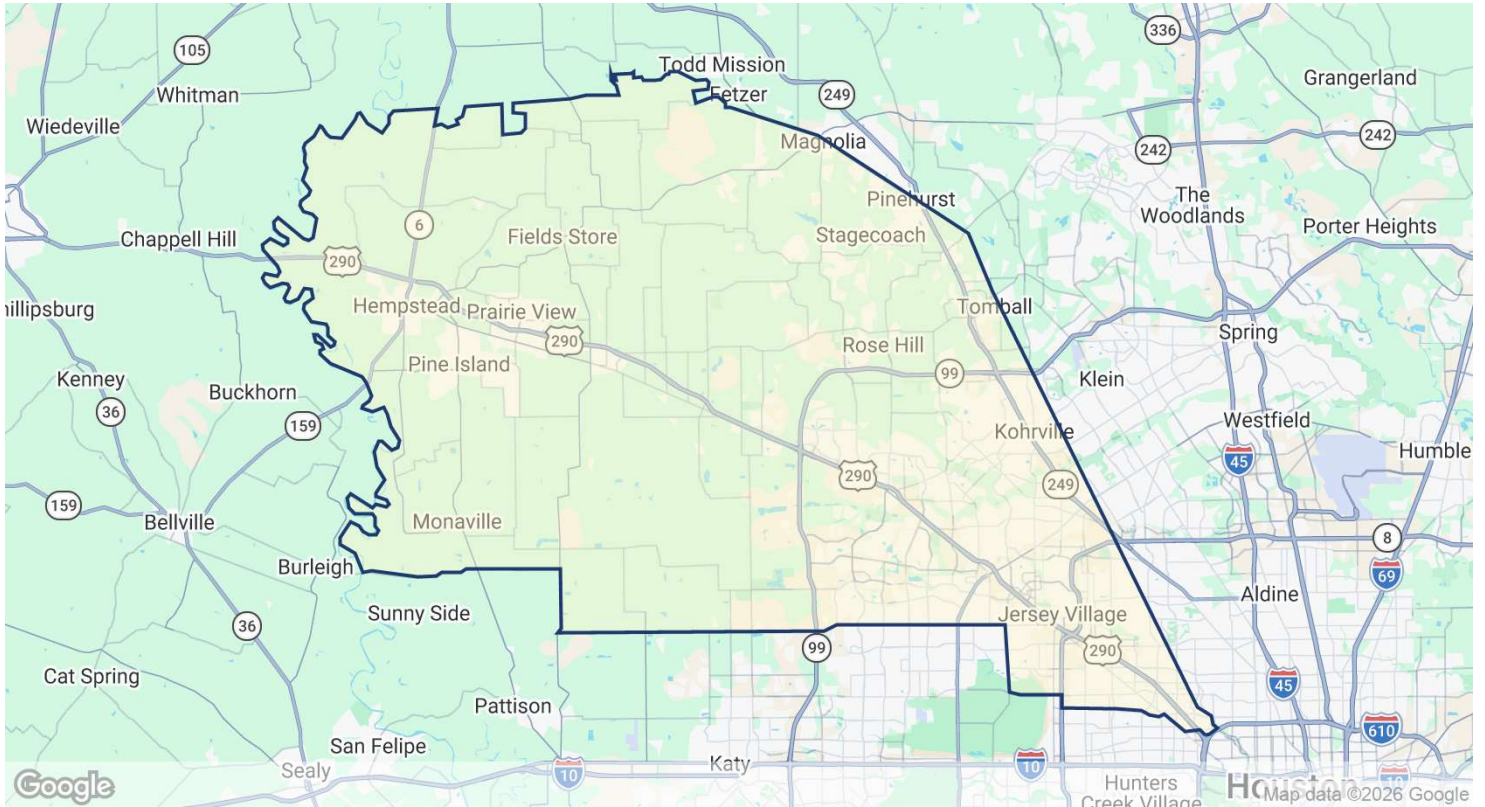 336
105
Todd Mission
Grangerland
Whitman
Fetzer
249
Wiedeville
242
Magnolia
242
Pinehurst
The
Woodlands
6
Stagecoach
Porter Heights
Chappell Hill
Fields Store
290
hillipsburg
Hempstead
Prairie View
Tomball
Spring
290
Rose Hill
Pine Island
99
Klein
Kenney
Buckhorn
36
159
Westfield
Kohrville
45
Humble
290
249
159
Bellville
Monaville
8
Burleigh
69
Aldine
Sunny Side
Jersey Village
36
99
290
Cat Spring
45
Pattison
610
San Felipe
Katy
Sealy
10
10
Google
Hunters
Creek Village
Houston
10
Map data ©2026 Google